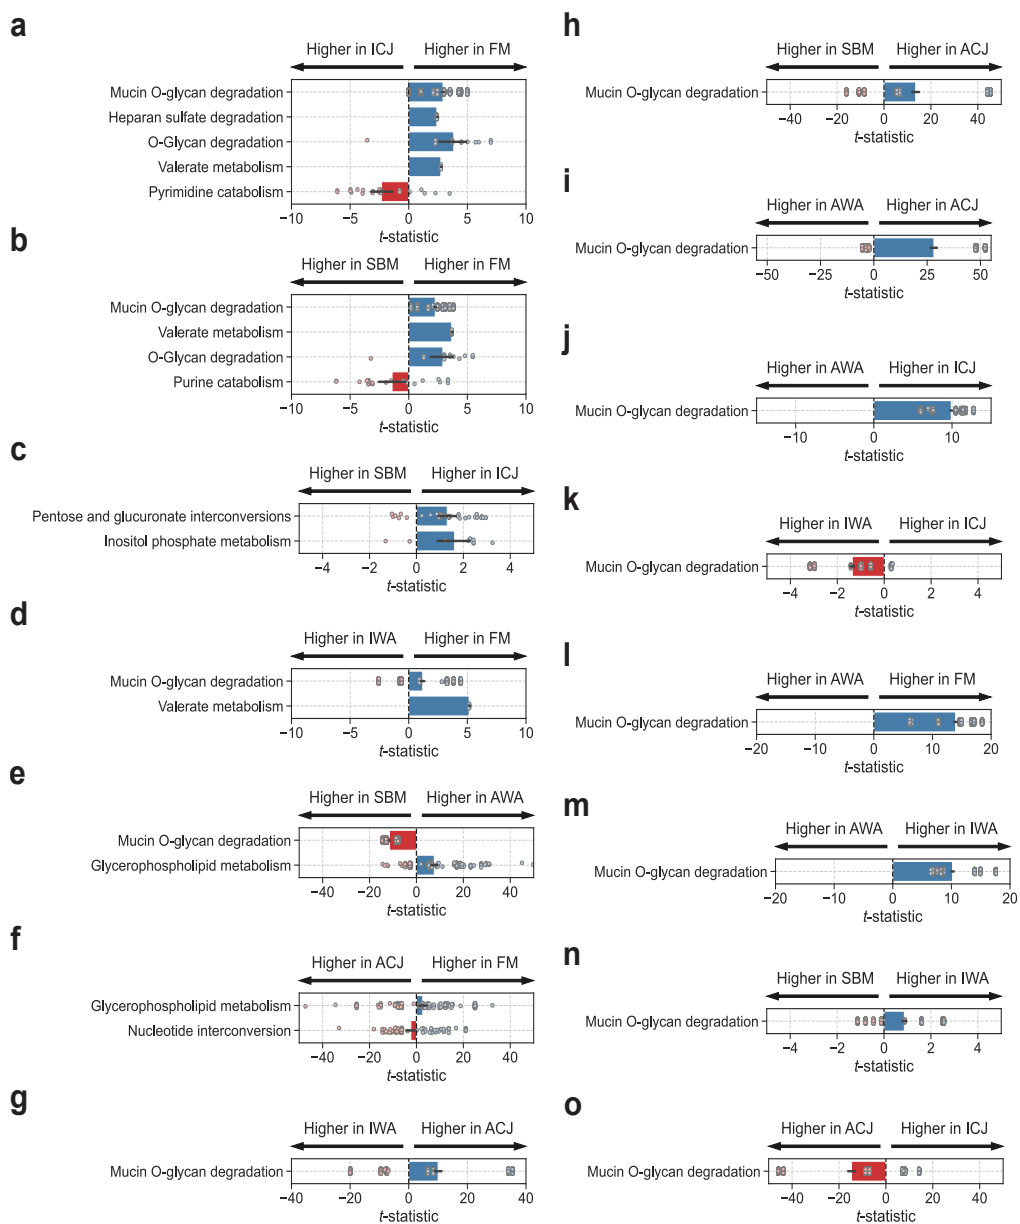 a
Higher in ICJ Higher in FM
Mucin O-glycan degradation
Heparan sulfate degradation
O-Glycan degradation
Valerate metabolism
Pyrimidine catabolism
−10 −5 0 5 10
t-statistic
b
Higher in SBM Higher in FM
Mucin O-glycan degradation
Valerate metabolism
O-Glycan degradation
Purine catabolism
−10 −5 0 5 10
t-statistic
c
Higher in SBM Higher in ICJ
Pentose and glucuronate interconversions
Inositol phosphate metabolism
−4 −2 0 2 4
t-statistic
d
Higher in IWA Higher in FM
Mucin O-glycan degradation
Valerate metabolism
−10 −5 0 5 10
t-statistic
e
Higher in SBM Higher in AWA
Mucin O-glycan degradation
Glycerophospholipid metabolism
−40 −20 0 20 40
t-statistic
f
Higher in ACJ Higher in FM
Glycerophospholipid metabolism
Nucleotide interconversion
−40 −20 0 20 40
t-statistic
g
Higher in IWA Higher in ACJ
Mucin O-glycan degradation
−40 −20 0 20 40
t-statistic
h
Higher in SBM Higher in ACJ
Mucin O-glycan degradation
−40 −20 0 20 40
t-statistic
i
Higher in AWA Higher in ACJ
Mucin O-glycan degradation
−50 −25 0 25 50
t-statistic
j
Higher in AWA Higher in ICJ
Mucin O-glycan degradation
−10 0 10
t-statistic
k
Higher in IWA Higher in ICJ
Mucin O-glycan degradation
−4 −2 0 2 4
t-statistic
l
Higher in AWA Higher in FM
Mucin O-glycan degradation
−20 −10 0 10 20
t-statistic
m
Higher in AWA Higher in IWA
Mucin O-glycan degradation
−20 −10 0 10 20
t-statistic
n
Higher in SBM Higher in IWA
Mucin O-glycan degradation
−4 −2 0 2 4
t-statistic
o
Higher in ACJ Higher in ICJ
Mucin O-glycan degradation
−40 −20 0 20 40
t-statistic